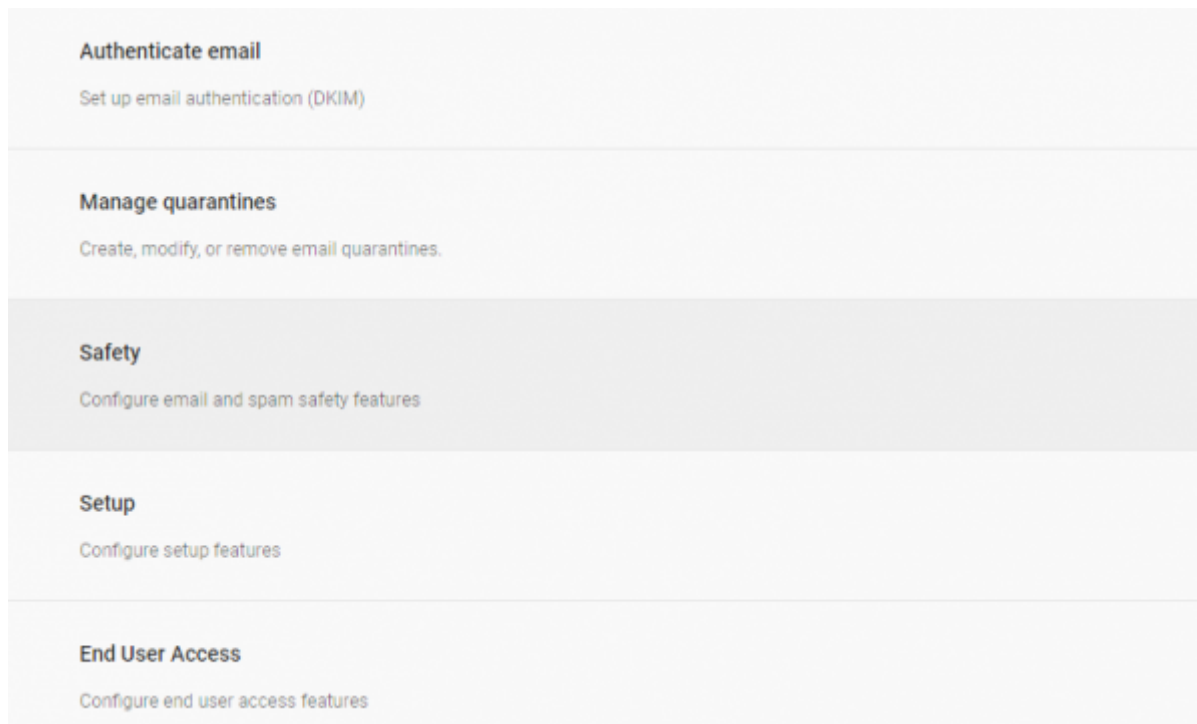 Authenticate email
Set up email authentication (DKIM)
Manage quarantines
Create, modify, or remove email quarantines.
Safety
Configure email and spam safety features
Setup
Configure setup features
End User Access
Configure end user access features